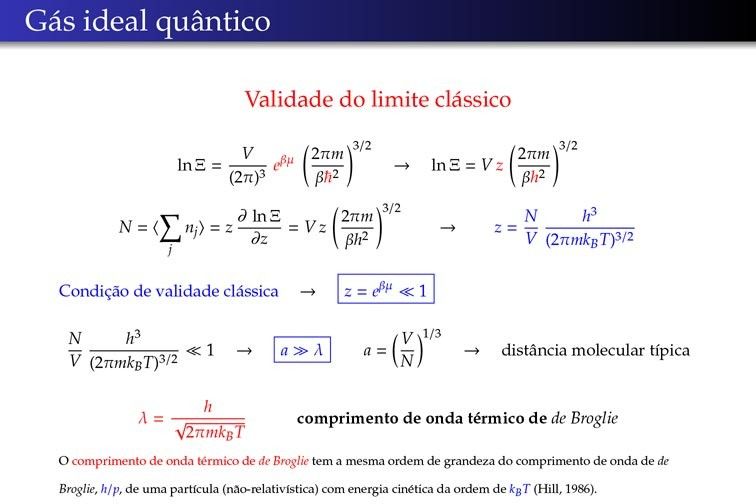 Gás ideal quântico
Validade do limite clássico
ln Ξ = V/(2π)³ e^{βμ} (2πm/βℏ²)^{3/2} → ln Ξ = V z (2πm/βh²)^{3/2}
N = ⟨∑_j n_j⟩ = z ∂ ln Ξ/∂z = V z (2πm/βh²)^{3/2} → z = N/V h³/(2πmk_BT)^{3/2}
Condição de validade clássica → z = e^{βμ} ≪ 1
N/V h³/(2πmk_BT)^{3/2} ≪ 1 → a ≫ λ a = (V/N)^{1/3} → distância molecular típica
λ = h/√(2πmk_BT) comprimento de onda térmico de de Broglie
O comprimento de onda térmico de de Broglie tem a mesma ordem de grandeza do comprimento de onda de de
Broglie, h/p, de uma partícula (não-relativística) com energia cinética da ordem de k_BT (Hill, 1986).